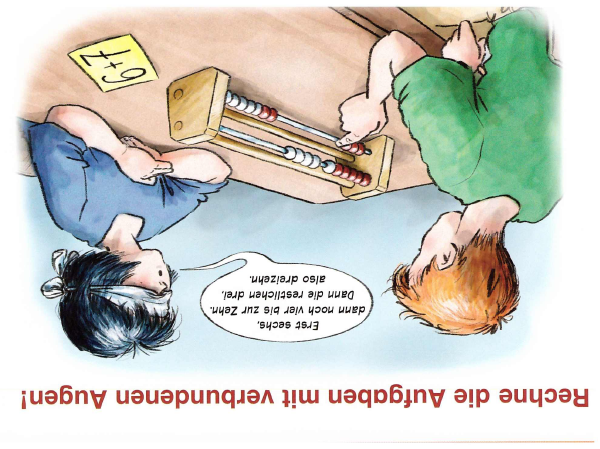 Rechne die Aufgaben mit verbundenen Augen!
Erst sechs,
dann noch vier bis zur Zehn.
Dann die restlichen drei,
also dreizehn.
6+7